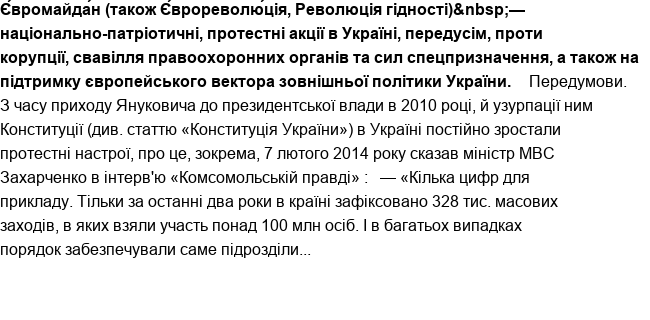 Євромайда́н (також Єврореволю́ція, Революція гідності)&nbsp;—
національно-патріотичні, протестні акції в Україні, передусім, проти
корупції, свавілля правоохоронних органів та сил спецпризначення, а також на
підтримку європейського вектора зовнішньої політики України.    Передумови.
З часу приходу Януковича до президентської влади в 2010 році, й узурпації ним
Конституції (див. статтю «Конституція України») в Україні постійно зростали
протестні настрої, про це, зокрема, 7 лютого 2014 року сказав міністр МВС
Захарченко в інтерв'ю «Комсомольській правді» :   — «Кілька цифр для
прикладу. Тільки за останні два роки в країні зафіксовано 328 тис. масових
заходів, в яких взяли участь понад 100 млн осіб. І в багатьох випадках
порядок забезпечували саме підрозділи...